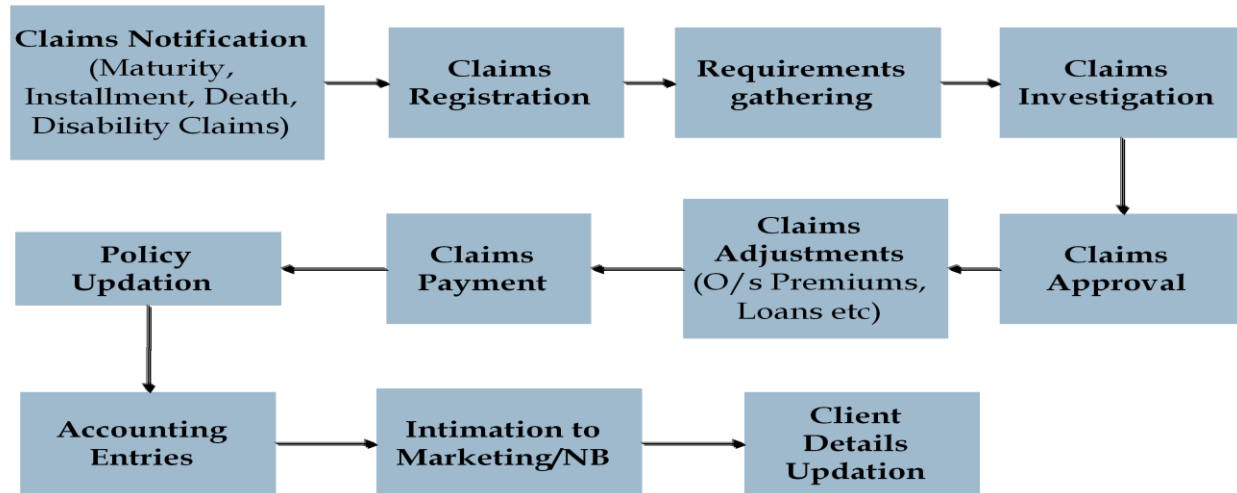 Claims Notification
(Maturity,
Installment, Death,
Disability Claims)
Claims
Registration
Requirements
gathering
Claims
Investigation
Policy
Updation
Claims
Payment
Claims
Adjustments
(O/s Premiums,
Loans etc)
Claims
Approval
Accounting
Entries
Intimation to
Marketing/NB
Client
Details
Updation